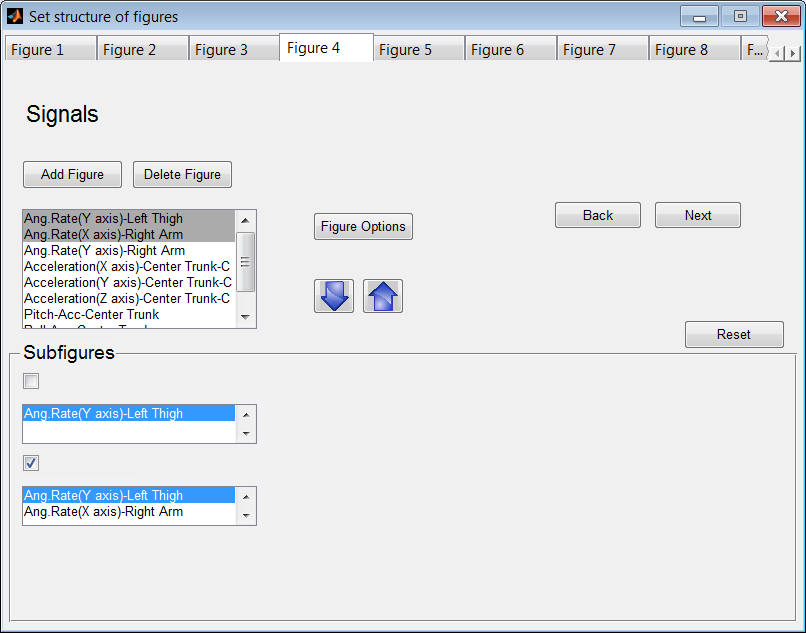 Set structure of figures
Figure 1 Figure 2 Figure 3 Figure 4 Figure 5 Figure 6 Figure 7 Figure 8 F...
Signals
Add Figure Delete Figure
Ang.Rate(Y axis)-Left Thigh
Ang.Rate(X axis)-Right Arm
Ang.Rate(Y axis)-Right Arm
Acceleration(X axis)-Center Trunk-C
Acceleration(Y axis)-Center Trunk-C
Acceleration(Z axis)-Center Trunk-C
Pitch-Acc-Center Trunk
Figure Options
Back Next
Reset
Subfigures
Ang.Rate(Y axis)-Left Thigh
Ang.Rate(Y axis)-Left Thigh
Ang.Rate(X axis)-Right Arm